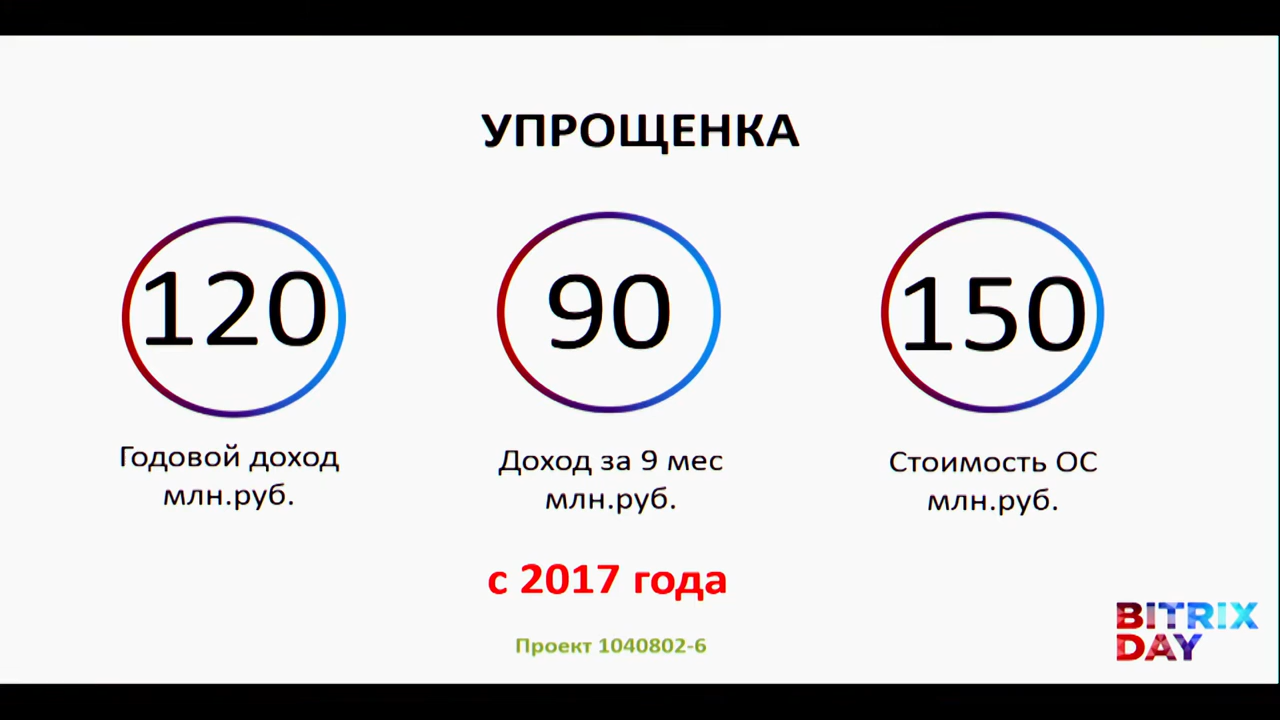 УПРОЩЕНКА
120
90
150
Годовой доход
млн.руб.
Доход за 9 мес
млн.руб.
Стоимость ОС
млн.руб.
с 2017 года
Проект 1040802-6
BITRIX
DAY